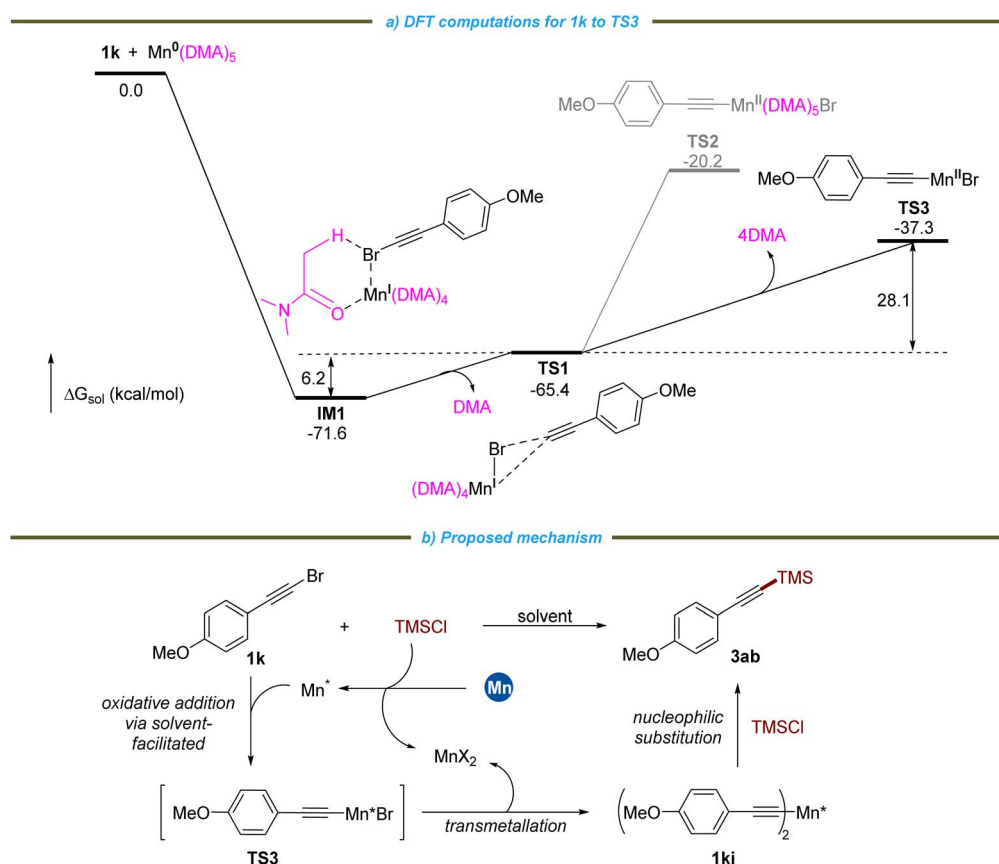 a) DFT computations for 1k to TS3
1k + Mn⁰(DMA)₅
0.0
MeO
Mnᴵᴵ(DMA)₅Br
TS2
-20.2
MeO
MnᴵᴵBr
TS3
-37.3
OMe
H
Br
Mnᴵ(DMA)₄
N
O
4DMA
28.1
ΔGsol (kcal/mol)
6.2
IM1
-71.6
DMA
TS1
-65.4
OMe
Br
(DMA)₄Mnᴵ
b) Proposed mechanism
Br
MeO
1k
+
TMSCl
solvent
TMS
MeO
3ab
oxidative addition
via solvent-
facilitated
Mn*
Mn
nucleophilic
substitution
TMSCl
MnX₂
MeO
Mn*Br
TS3
transmetallation
MeO
2
Mn*
1kj